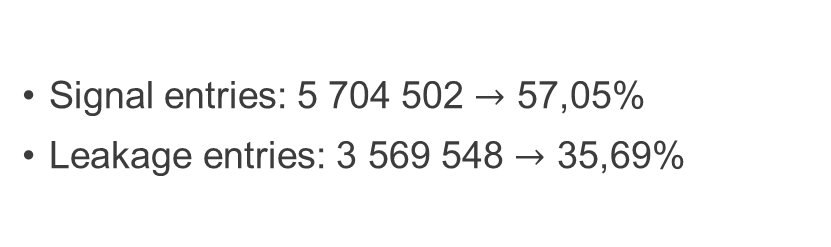 • Signal entries: 5 704 502 → 57,05%
• Leakage entries: 3 569 548 → 35,69%